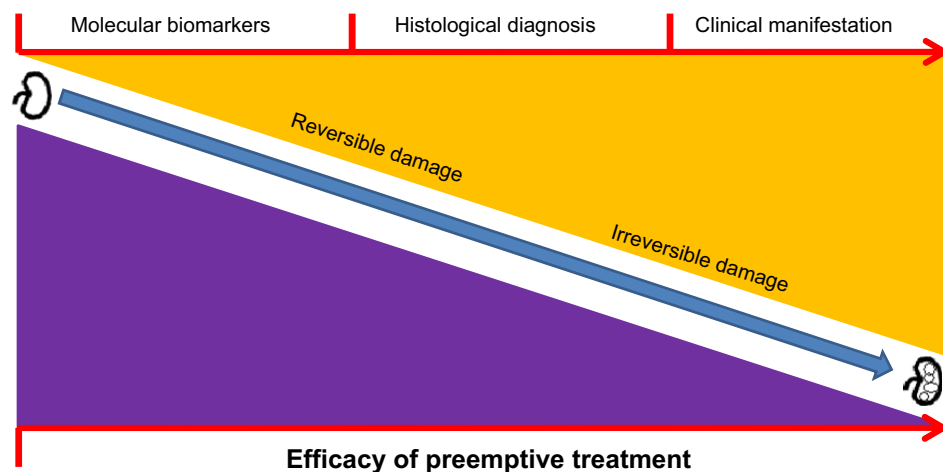 Molecular biomarkers
Histological diagnosis
Clinical manifestation
Reversible damage
Irreversible damage
Efficacy of preemptive treatment